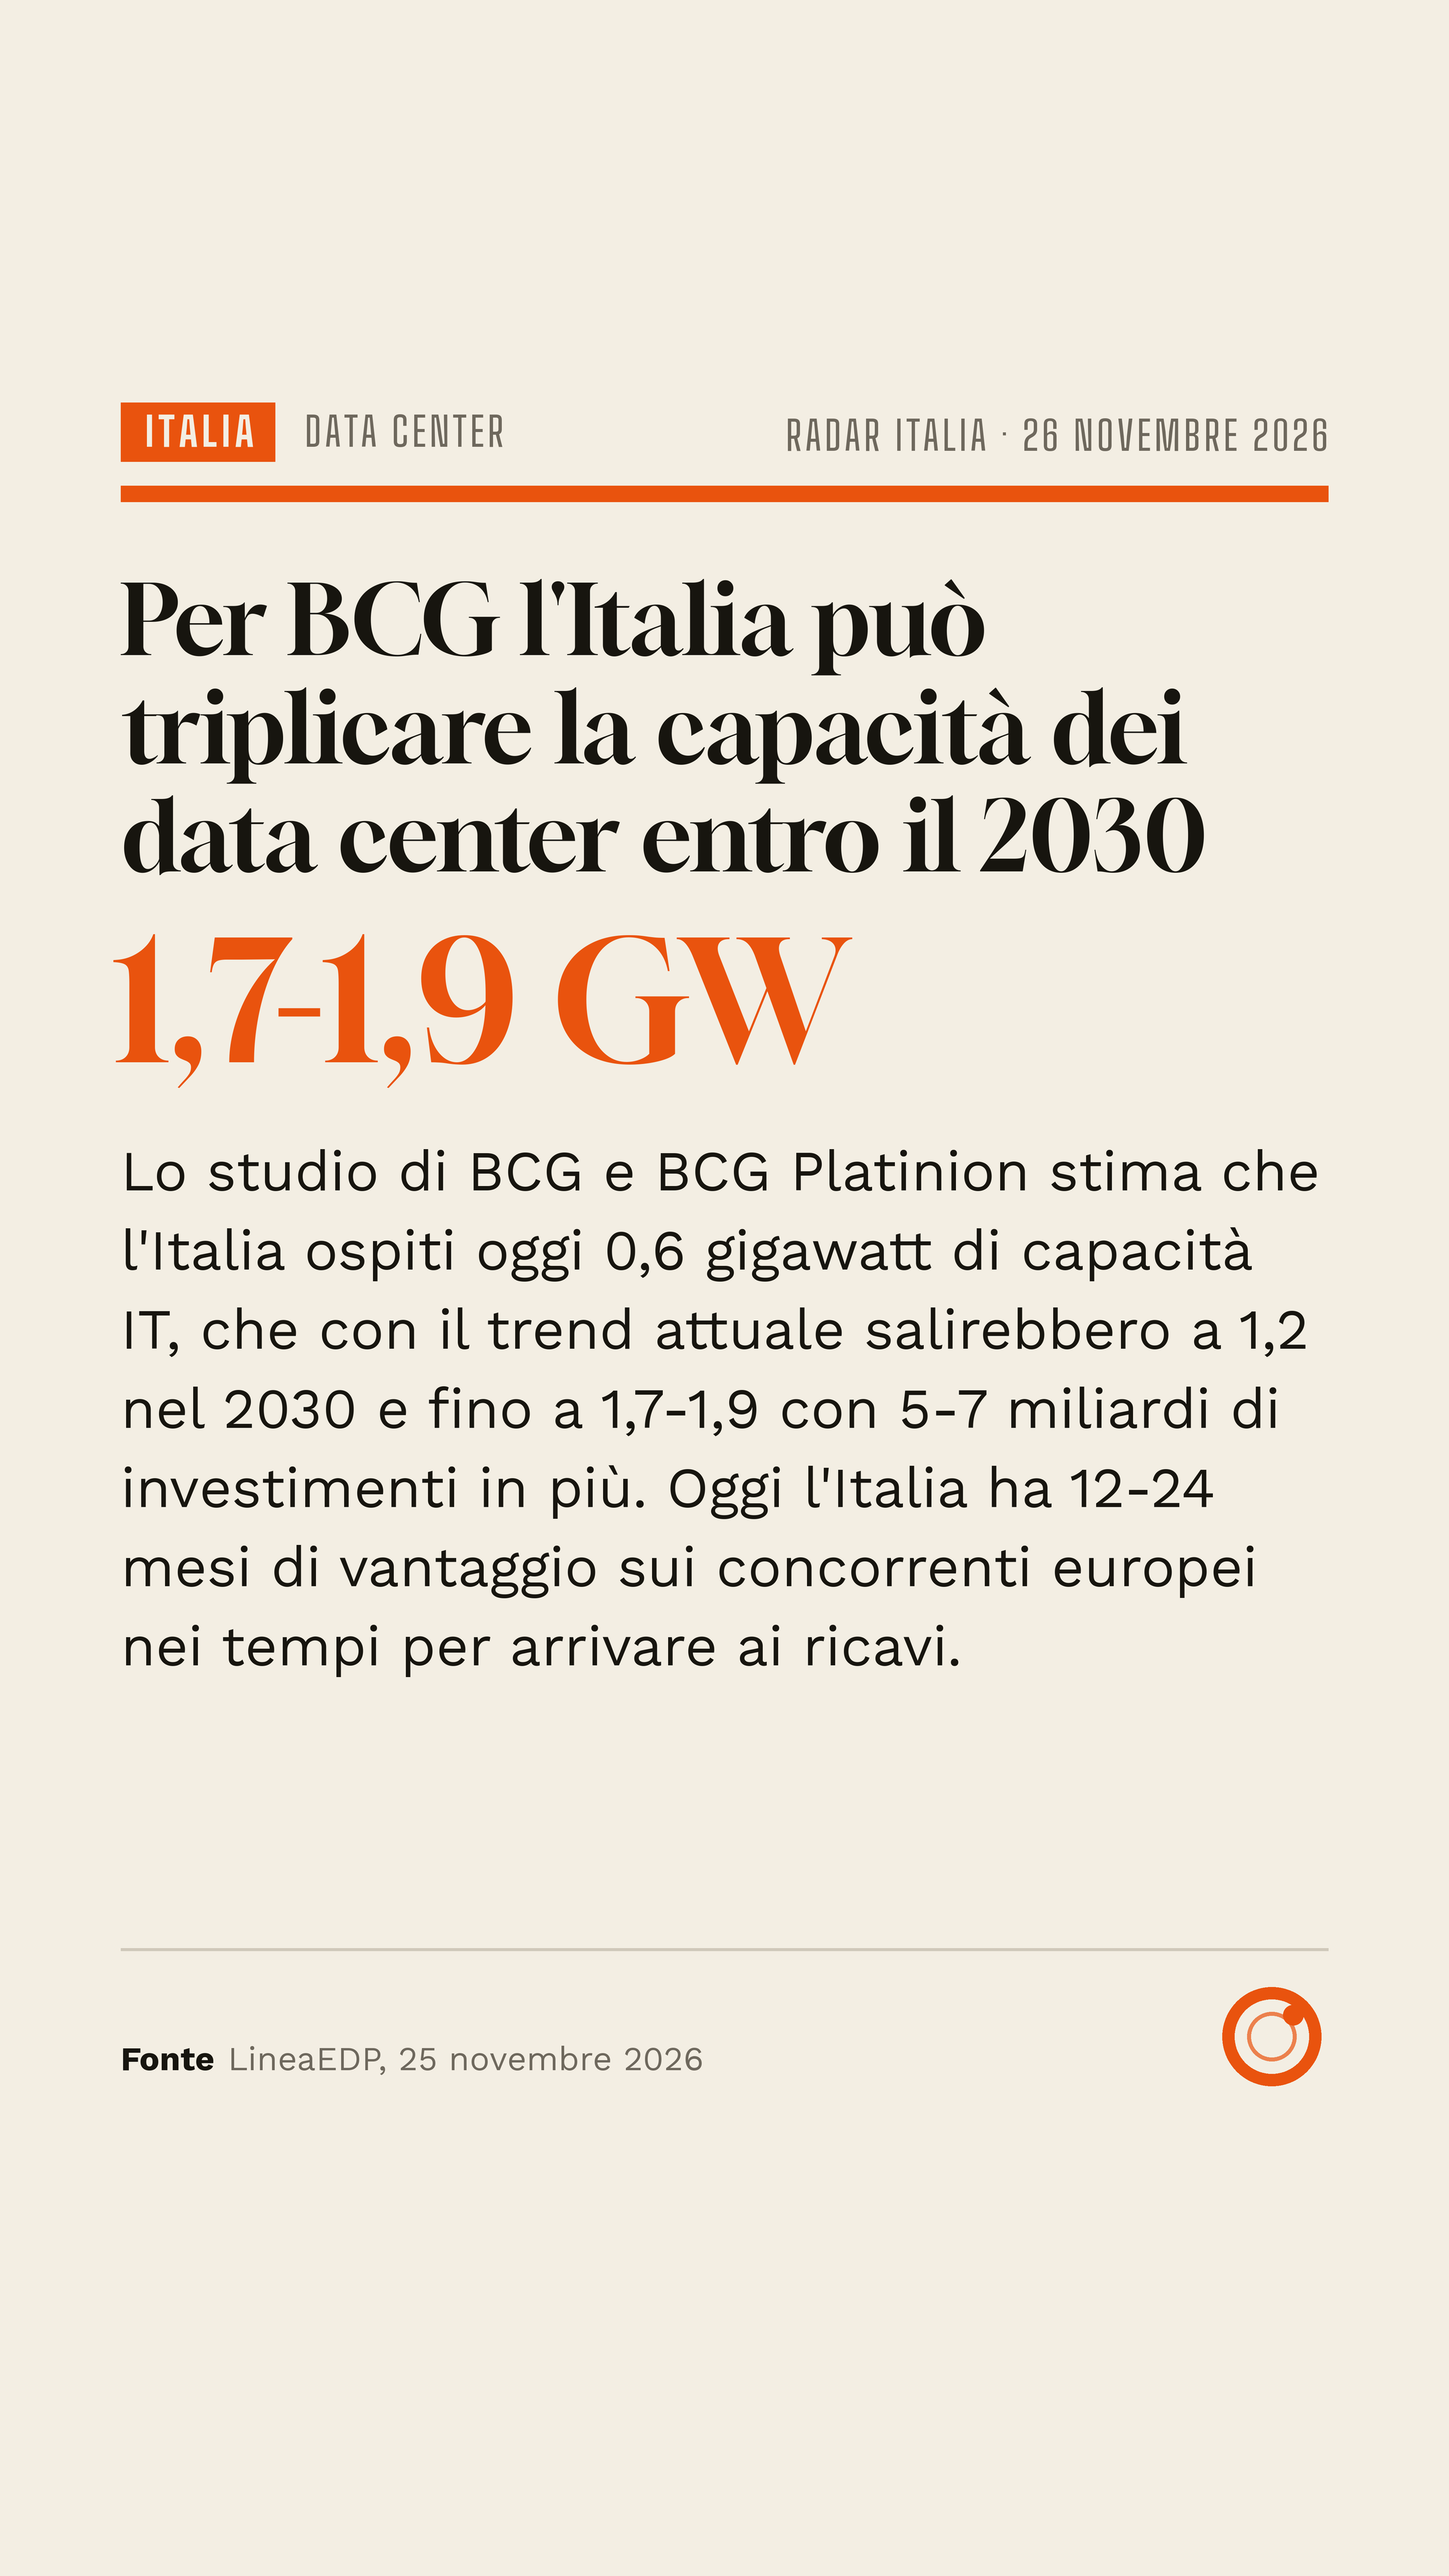 ITALIA DATA CENTER RADAR ITALIA · 26 NOVEMBRE 2026
Per BCG l'Italia può
triplicare la capacità dei
data center entro il 2030
1,7-1,9 GW
Lo studio di BCG e BCG Platinion stima che
l'Italia ospiti oggi 0,6 gigawatt di capacità
IT, che con il trend attuale salirebbero a 1,2
nel 2030 e fino a 1,7-1,9 con 5-7 miliardi di
investimenti in più. Oggi l'Italia ha 12-24
mesi di vantaggio sui concorrenti europei
nei tempi per arrivare ai ricavi.
Fonte LineaEDP, 25 novembre 2026